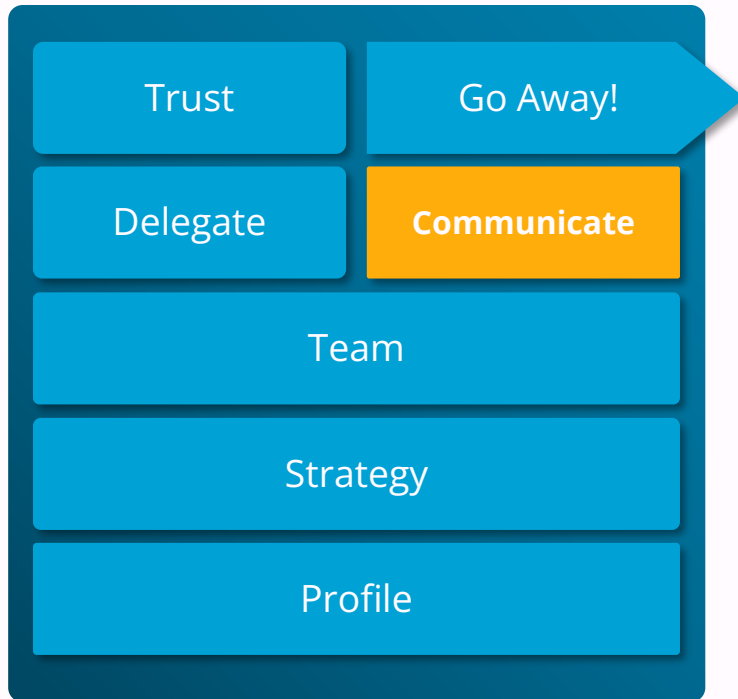 Trust
Go Away!
Delegate
Communicate
Team
Strategy
Profile